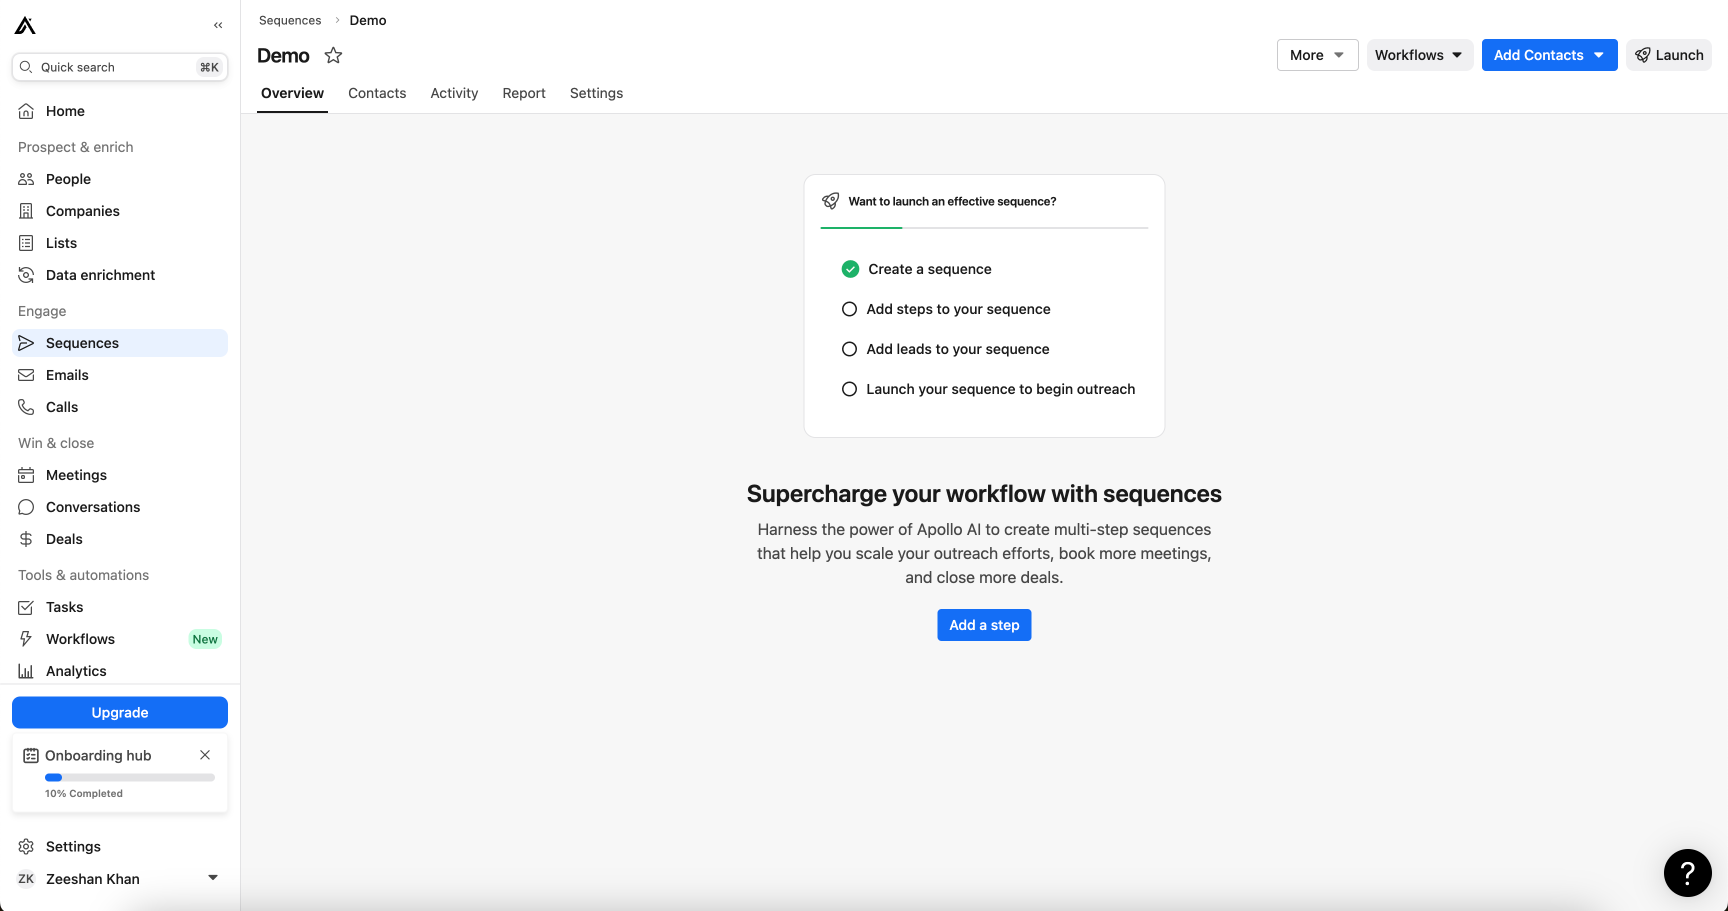 Quick search
⌘K
Home
Prospect & enrich
People
Companies
Lists
Data enrichment
Engage
Sequences
Emails
Calls
Win & close
Meetings
Conversations
Deals
Tools & automations
Tasks
Workflows New
Analytics
Upgrade
Onboarding hub
10% Completed
Settings
ZK Zeeshan Khan
Sequences › Demo
Demo
More
Workflows
Add Contacts
Launch
Overview Contacts Activity Report Settings
Want to launch an effective sequence?
Create a sequence
Add steps to your sequence
Add leads to your sequence
Launch your sequence to begin outreach
Supercharge your workflow with sequences
Harness the power of Apollo AI to create multi-step sequences
that help you scale your outreach efforts, book more meetings,
and close more deals.
Add a step
?